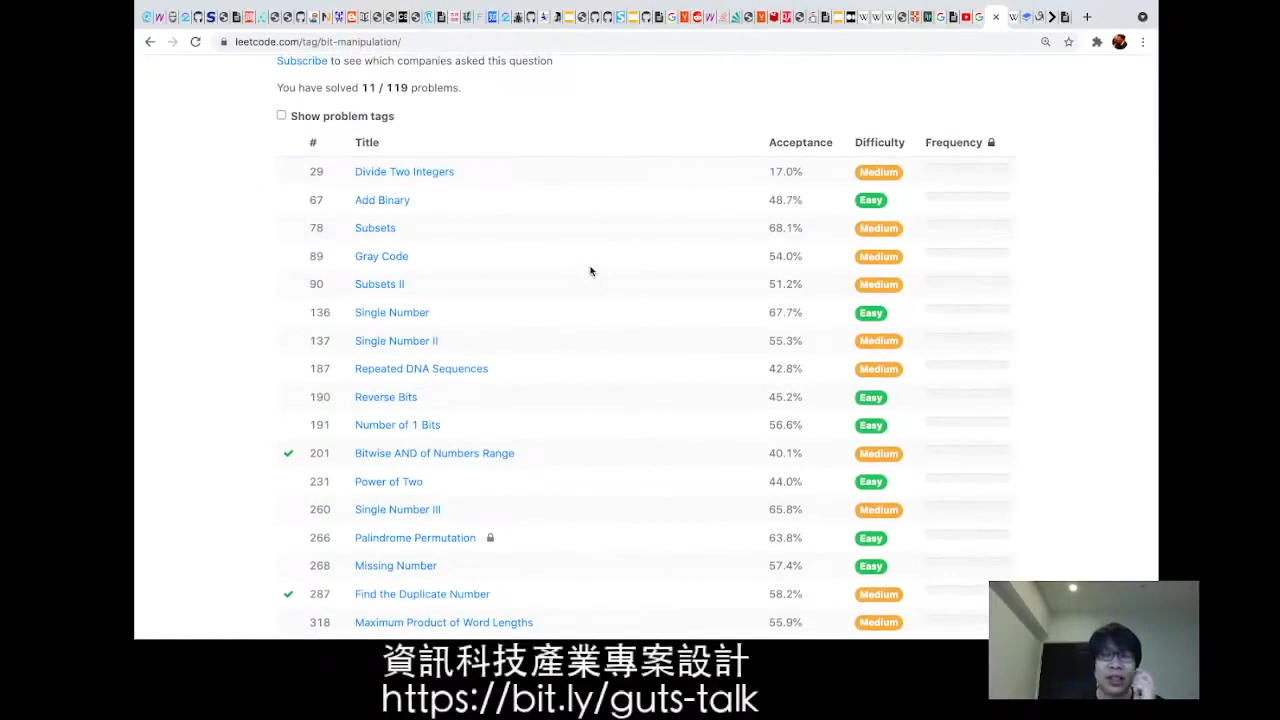 leetcode.com/tag/bit-manipulation/
Subscribe to see which companies asked this question
You have solved 11 / 119 problems.
Show problem tags
# Title Acceptance Difficulty Frequency
29 Divide Two Integers 17.0% Medium
67 Add Binary 48.7% Easy
78 Subsets 68.1% Medium
89 Gray Code 54.0% Medium
90 Subsets II 51.2% Medium
136 Single Number 67.7% Easy
137 Single Number II 55.3% Medium
187 Repeated DNA Sequences 42.8% Medium
190 Reverse Bits 45.2% Easy
191 Number of 1 Bits 56.6% Easy
201 Bitwise AND of Numbers Range 40.1% Medium
231 Power of Two 44.0% Easy
260 Single Number III 65.8% Medium
266 Palindrome Permutation 63.8% Easy
268 Missing Number 57.4% Easy
287 Find the Duplicate Number 58.2% Medium
318 Maximum Product of Word Lengths 55.9% Medium
資訊科技產業專案設計
https://bit.ly/guts-talk